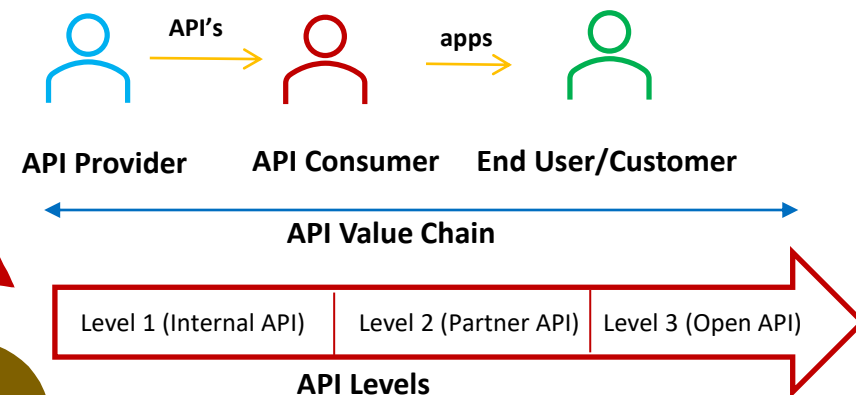 API's
apps
API Provider
API Consumer
End User/Customer
API Value Chain
Level 1 (Internal API)
Level 2 (Partner API)
Level 3 (Open API)
API Levels